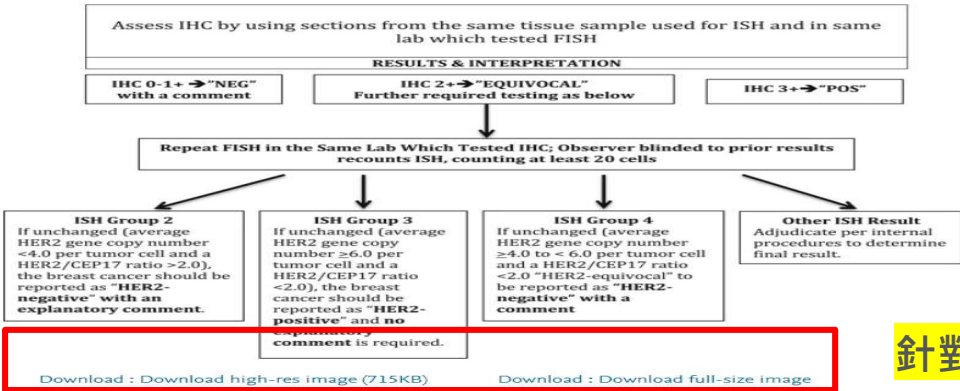 Assess IHC by using sections from the same tissue sample used for ISH and in same
lab which tested FISH
RESULTS & INTERPRETATION
IHC 0-1+ ➔"NEG"
with a comment
IHC 2+➔"EQUIVOCAL"
Further required testing as below
IHC 3+➔"POS"
Repeat FISH in the Same Lab Which Tested IHC; Observer blinded to prior results
recounts ISH, counting at least 20 cells
ISH Group 2
If unchanged (average
HER2 gene copy number
<4.0 per tumor cell and a
HER2/CEP17 ratio >2.0),
the breast cancer should be
reported as "HER2-
negative" with an
explanatory comment.
ISH Group 3
If unchanged (average
HER2 gene copy
number ≥6.0 per
tumor cell and a
HER2/CEP17 ratio
<2.0), the breast
cancer should be
reported as "HER2-
positive" and no
explanatory
comment is required.
ISH Group 4
If unchanged (average
HER2 gene copy number
≥4.0 to < 6.0 per tumor cell
and a HER2/CEP17 ratio
<2.0 "HER2-equivocal" to
be reported as "HER2-
negative" with a
comment
Other ISH Result
Adjudicate per internal
procedures to determine
final result.
Download : Download high-res image (715KB)
Download : Download full-size image
針對